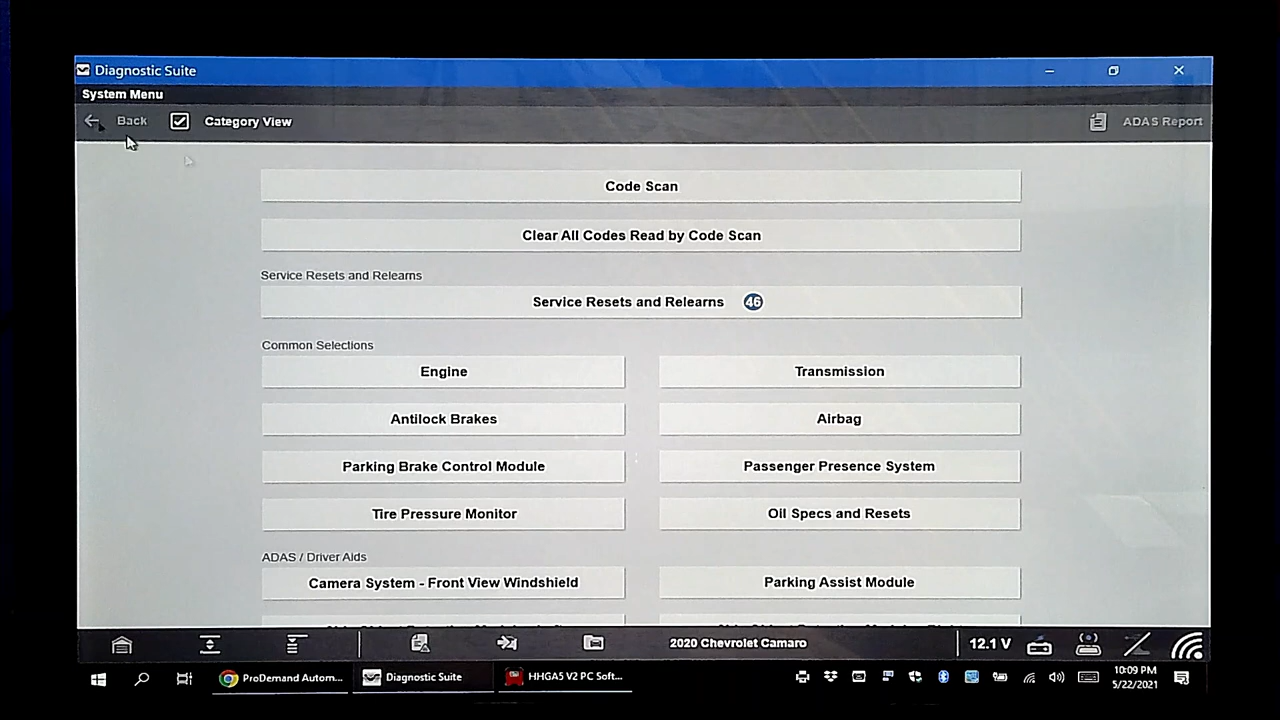 Diagnostic Suite
System Menu
Back
Category View
ADAS Report
Code Scan
Clear All Codes Read by Code Scan
Service Resets and Relearns
Service Resets and Relearns 46
Common Selections
Engine
Transmission
Antilock Brakes
Airbag
Parking Brake Control Module
Passenger Presence System
Tire Pressure Monitor
Oil Specs and Resets
ADAS / Driver Aids
Camera System - Front View Windshield
Parking Assist Module
2020 Chevrolet Camaro
12.1 V
ProDemand Autom...
Diagnostic Suite
HHGA5 V2 PC Soft...
10:09 PM
5/22/2021